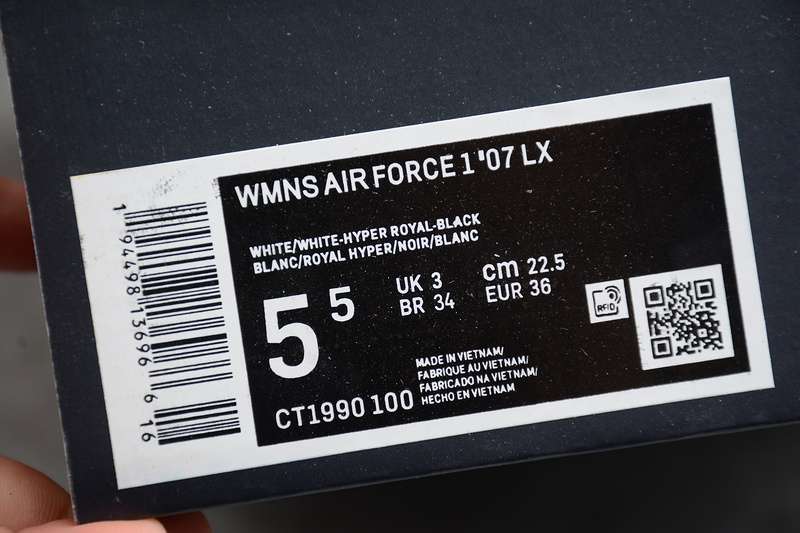 WMNS AIR FORCE 1 '07 LX
WHITE/WHITE-HYPER ROYAL-BLACK
BLANC/ROYAL HYPER/NOIR/BLANC
5 5
UK 3
BR 34
cm 22.5
EUR 36
RFID
MADE IN VIETNAM/
FABRIQUE AU VIETNAM/
FABRICADO NA VIETNAM/
HECHO EN VIETNAM
CT1990 100
1 94498 13696 6 16